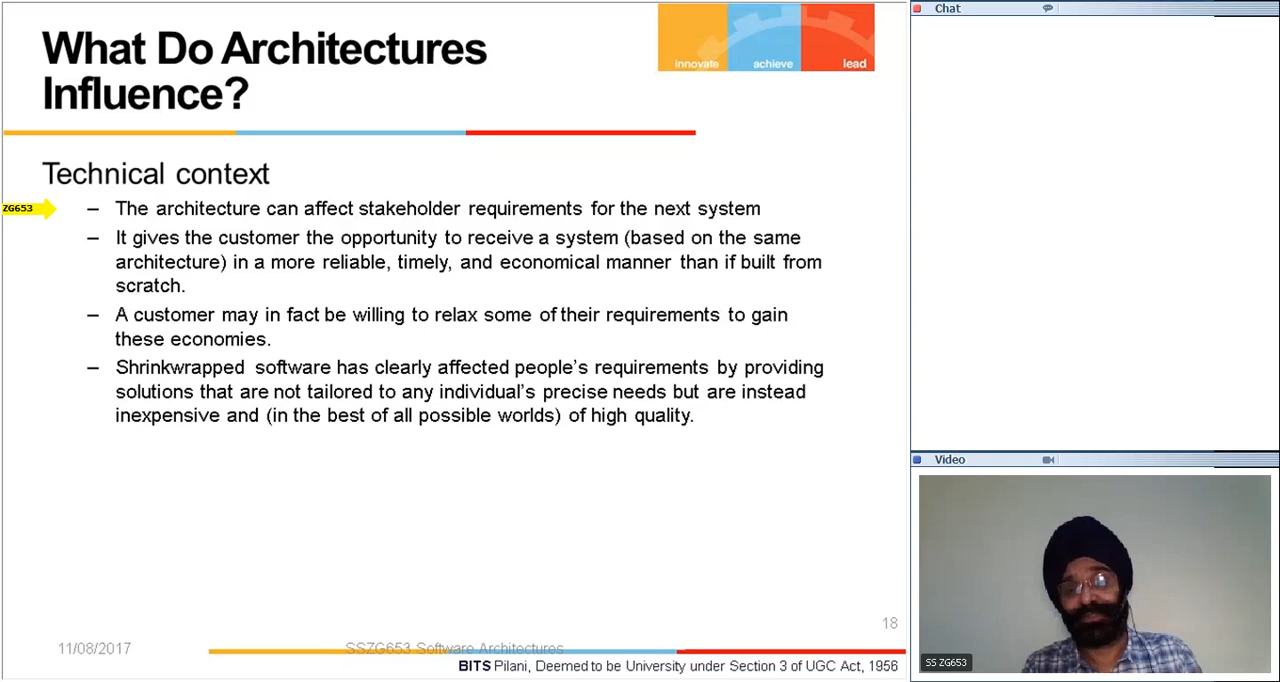 What Do Architectures
Influence?
innovate achieve lead
Technical context
ZG653
– The architecture can affect stakeholder requirements for the next system
– It gives the customer the opportunity to receive a system (based on the same
architecture) in a more reliable, timely, and economical manner than if built from
scratch.
– A customer may in fact be willing to relax some of their requirements to gain
these economies.
– Shrinkwrapped software has clearly affected people's requirements by providing
solutions that are not tailored to any individual's precise needs but are instead
inexpensive and (in the best of all possible worlds) of high quality.
18
11/08/2017
SSZG653 Software Architectures
BITS Pilani, Deemed to be University under Section 3 of UGC Act, 1956
Chat
Video
SS ZG653